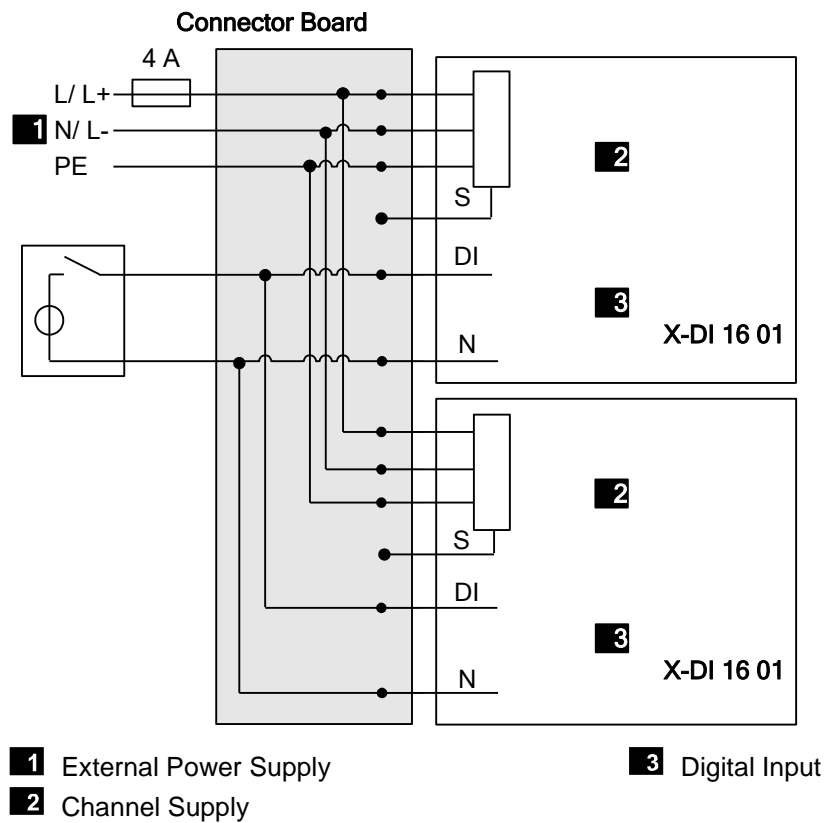 Connector Board
4 A
L/ L+
1 N/ L-
PE
2
S
DI
3
X-DI 16 01
N
2
S
DI
3
X-DI 16 01
N
1 External Power Supply
3 Digital Input
2 Channel Supply